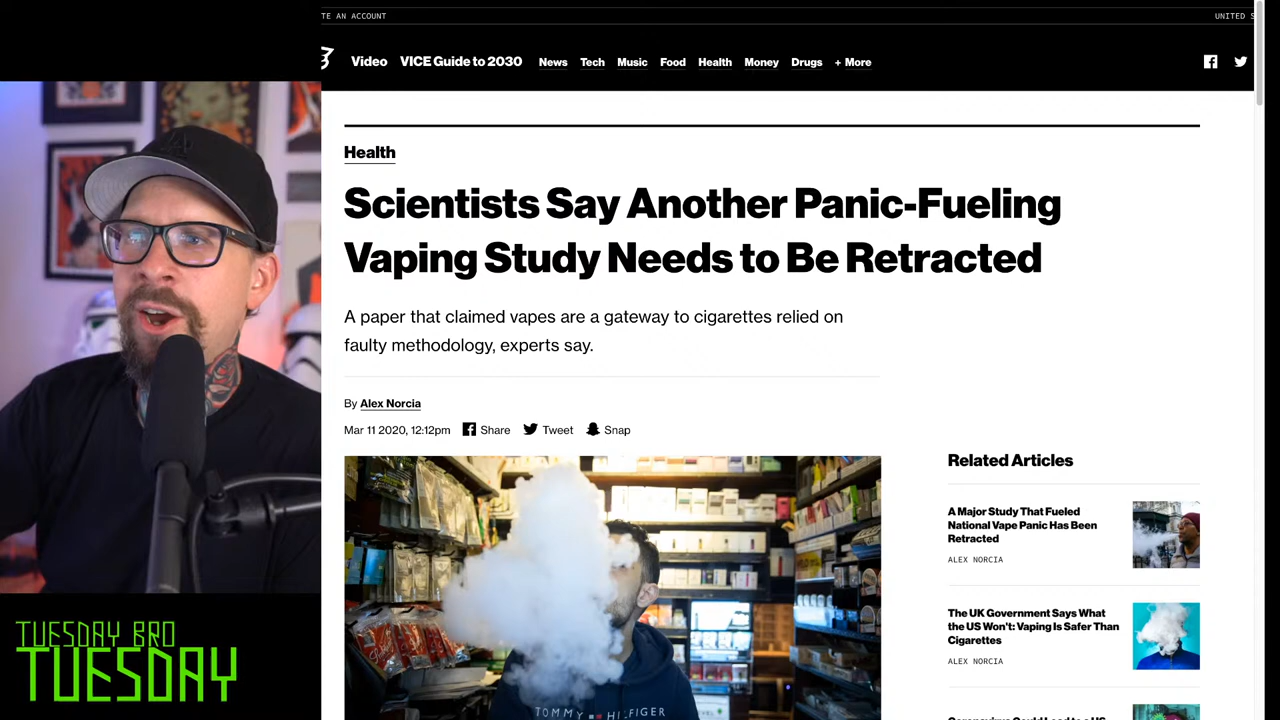 TE AN ACCOUNT
UNITED S
Video
VICE Guide to 2030
News
Tech
Music
Food
Health
Money
Drugs
+ More
Health
Scientists Say Another Panic-Fueling
Vaping Study Needs to Be Retracted
A paper that claimed vapes are a gateway to cigarettes relied on
faulty methodology, experts say.
By Alex Norcia
Mar 11 2020, 12:12pm
Share
Tweet
Snap
TOMMY HILFIGER
Related Articles
A Major Study That Fueled
National Vape Panic Has Been
Retracted
ALEX NORCIA
The UK Government Says What
the US Won't: Vaping Is Safer Than
Cigarettes
ALEX NORCIA
TUESDAY BRO
TUESDAY